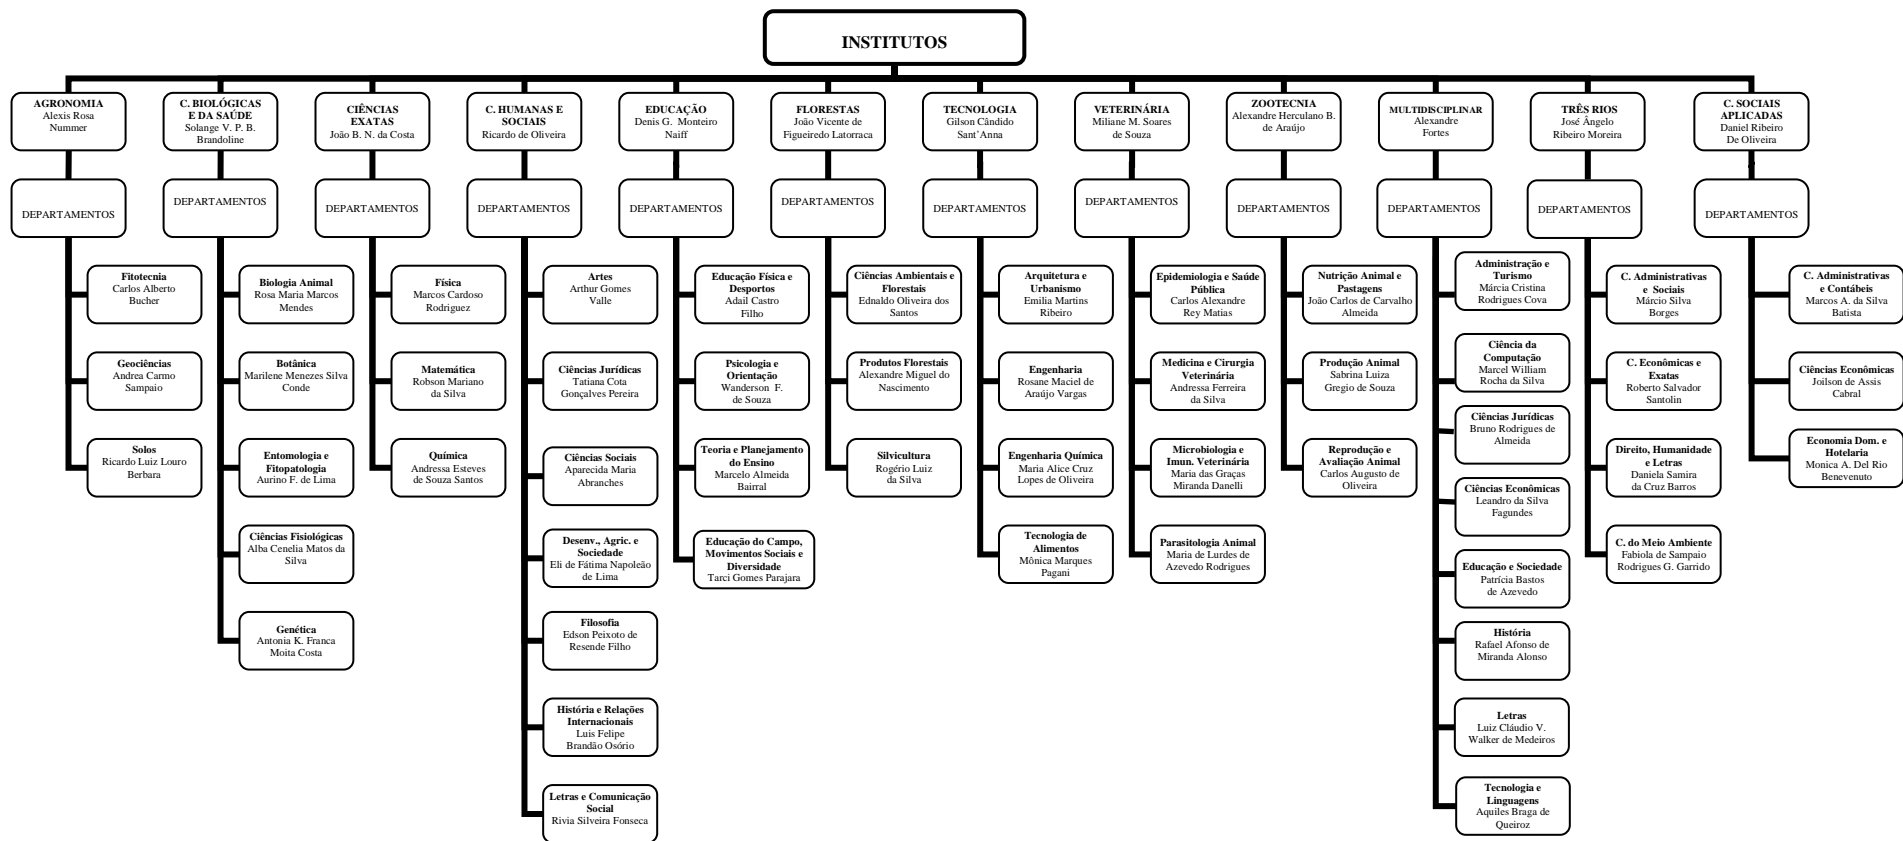 INSTITUTOS
AGRONOMIA
Alexis Rosa
Nummer
C. BIOLÓGICAS
E DA SAÚDE
Solange V. P. B.
Brandoline
CIÊNCIAS
EXATAS
João B. N. da Costa
C. HUMANAS E
SOCIAIS
Ricardo de Oliveira
EDUCAÇÃO
Denis G. Monteiro
Naiff
FLORESTAS
João Vicente de
Figueiredo Latorraca
TECNOLOGIA
Gilson Cândido
Sant'Anna
VETERINÁRIA
Miliane M. Soares
de Souza
ZOOTECNIA
Alexandre Herculano B.
de Araújo
MULTIDISCIPLINAR
Alexandre
Fortes
TRÊS RIOS
José Ângelo
Ribeiro Moreira
C. SOCIAIS
APLICADAS
Daniel Ribeiro
De Oliveira
DEPARTAMENTOS
DEPARTAMENTOS
DEPARTAMENTOS
DEPARTAMENTOS
DEPARTAMENTOS
DEPARTAMENTOS
DEPARTAMENTOS
DEPARTAMENTOS
DEPARTAMENTOS
DEPARTAMENTOS
DEPARTAMENTOS
DEPARTAMENTOS
Fitotecnia
Carlos Alberto
Bucher
Geociências
Andrea Carmo
Sampaio
Solos
Ricardo Luiz Louro
Berbara
Biologia Animal
Rosa Maria Marcos
Mendes
Botânica
Marilene Menezes Silva
Conde
Entomologia e
Fitopatologia
Aurino F. de Lima
Ciências Fisiológicas
Alba Cenelia Matos da
Silva
Genética
Antonia K. Franca
Moita Costa
Física
Marcos Cardoso
Rodriguez
Matemática
Robson Mariano
da Silva
Química
Andressa Esteves
de Souza Santos
Artes
Arthur Gomes
Valle
Ciências Jurídicas
Tatiana Cota
Gonçalves Pereira
Ciências Sociais
Aparecida Maria
Abranches
Desenv., Agric. e
Sociedade
Eli de Fátima Napoleão
de Lima
Filosofia
Edson Peixoto de
Resende Filho
História e Relações
Internacionais
Luis Felipe
Brandão Osório
Letras e Comunicação
Social
Rivia Silveira Fonseca
Educação Física e
Desportos
Adail Castro
Filho
Psicologia e
Orientação
Wanderson F.
de Souza
Teoria e Planejamento
do Ensino
Marcelo Almeida
Bairral
Educação do Campo,
Movimentos Sociais e
Diversidade
Tarci Gomes Parajara
Ciências Ambientais e
Florestais
Ednaldo Oliveira dos
Santos
Produtos Florestais
Alexandre Miguel do
Nascimento
Silvicultura
Rogério Luiz
da Silva
Arquitetura e
Urbanismo
Emilia Martins
Ribeiro
Engenharia
Rosane Maciel de
Araújo Vargas
Engenharia Química
Maria Alice Cruz
Lopes de Oliveira
Tecnologia de
Alimentos
Mônica Marques
Pagani
Epidemiologia e Saúde
Pública
Carlos Alexandre
Rey Matias
Medicina e Cirurgia
Veterinária
Andressa Ferreira
da Silva
Microbiologia e
Imun. Veterinária
Maria das Graças
Miranda Danelli
Parasitologia Animal
Maria de Lurdes de
Azevedo Rodrigues
Nutrição Animal e
Pastagens
João Carlos de Carvalho
Almeida
Produção Animal
Sabrina Luiza
Gregio de Souza
Reprodução e
Avaliação Animal
Carlos Augusto de
Oliveira
Administração e
Turismo
Márcia Cristina
Rodrigues Cova
Ciência da
Computação
Marcel William
Rocha da Silva
Ciências Jurídicas
Bruno Rodrigues de
Almeida
Ciências Econômicas
Leandro da Silva
Fagundes
Educação e Sociedade
Patrícia Bastos
de Azevedo
História
Rafael Afonso de
Miranda Alonso
Letras
Luiz Cláudio V.
Walker de Medeiros
Tecnologia e
Linguagens
Aquiles Braga de
Queiroz
C. Administrativas
e Sociais
Márcio Silva
Borges
C. Econômicas e
Exatas
Roberto Salvador
Santolin
Direito, Humanidade
e Letras
Daniela Samira
da Cruz Barros
C. do Meio Ambiente
Fabiola de Sampaio
Rodrigues G. Garrido
C. Administrativas
e Contábeis
Marcos A. da Silva
Batista
Ciências Econômicas
Joilson de Assis
Cabral
Economia Dom. e
Hotelaria
Monica A. Del Rio
Benevenuto